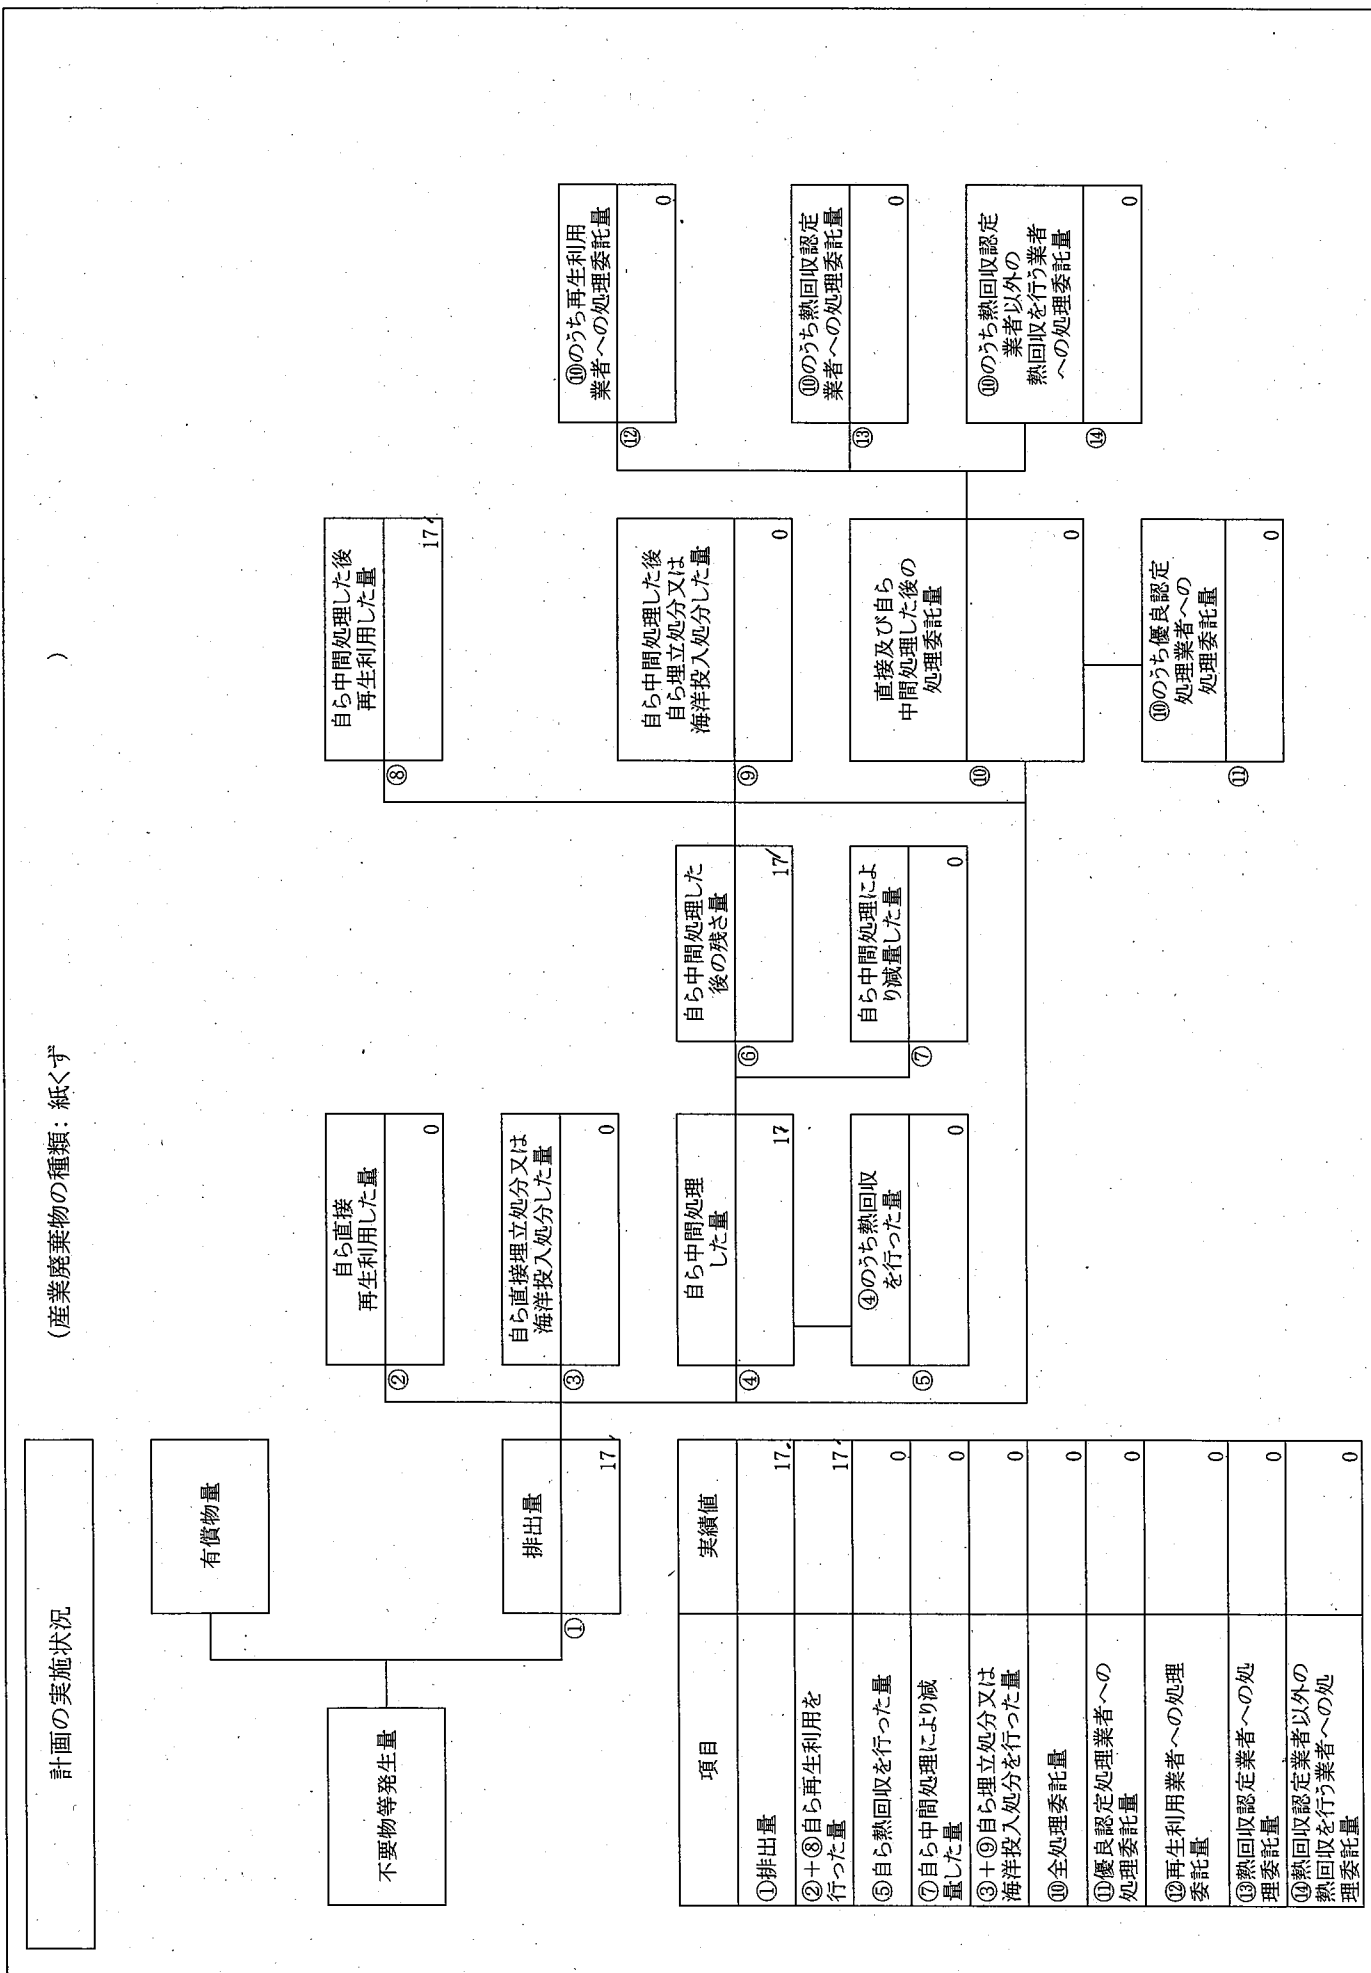 計画の実施状況
(産業廃棄物の種類：紙くず )
不要物等発生量
有償物量
①
排出量
17
②
自ら直接
再生利用した量
0
③
自ら直接埋立処分又は
海洋投入処分した量
0
④
自ら中間処理
した量
17
⑤
④のうち熱回収
を行った量
0
⑥
自ら中間処理した
後の残さ量
17
⑦
自ら中間処理によ
り減量した量
0
⑧
自ら中間処理した後
再生利用した量
17
⑨
自ら中間処理した後
自ら埋立処分又は
海洋投入処分した量
0
⑩
直接及び自ら
中間処理した後の
処理委託量
0
⑪
⑩のうち優良認定
処理業者への
処理委託量
0
⑫
⑩のうち再生利用
業者への処理委託量
0
⑬
⑩のうち熱回収認定
業者への処理委託量
0
⑭
⑩のうち熱回収認定
業者以外の
熱回収を行う業者
への処理委託量
0
項目 実績値
①排出量 17
②＋⑧自ら再生利用を
行った量 17
⑤自ら熱回収を行った量 0
⑦自ら中間処理により減
量した量 0
③＋⑨自ら埋立処分又は
海洋投入処分を行った量 0
⑩全処理委託量 0
⑪優良認定処理業者への
処理委託量 0
⑫再生利用業者への処理
委託量 0
⑬熱回収認定業者への処
理委託量 0
⑭熱回収認定業者以外の
熱回収を行う業者への処
理委託量 0